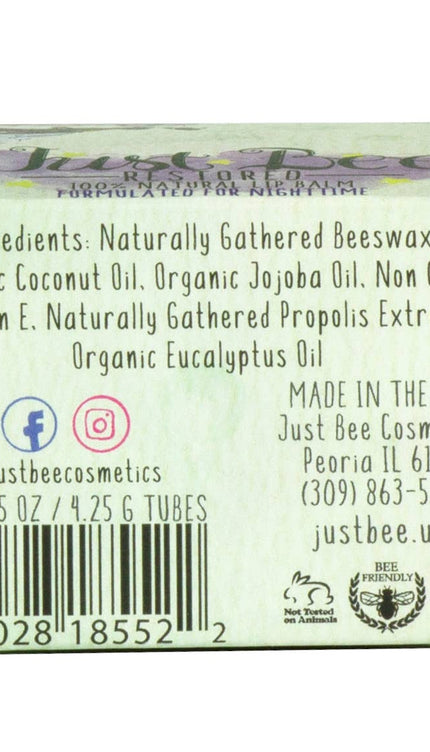 Just Bee
RESTORED
100% NATURAL LIP BALM
FORMULATED FOR NIGHTTIME
edients: Naturally Gathered Beeswax
c Coconut Oil, Organic Jojoba Oil, Non
n E, Naturally Gathered Propolis Extr
Organic Eucalyptus Oil
ustbeecosmetics
5 OZ / 4.25 G TUBES
028 18552 2
MADE IN THE
Just Bee Cosm
Peoria IL 61
(309) 863-5
justbee.u
Not Tested
on Animals
BEE
FRIENDLY